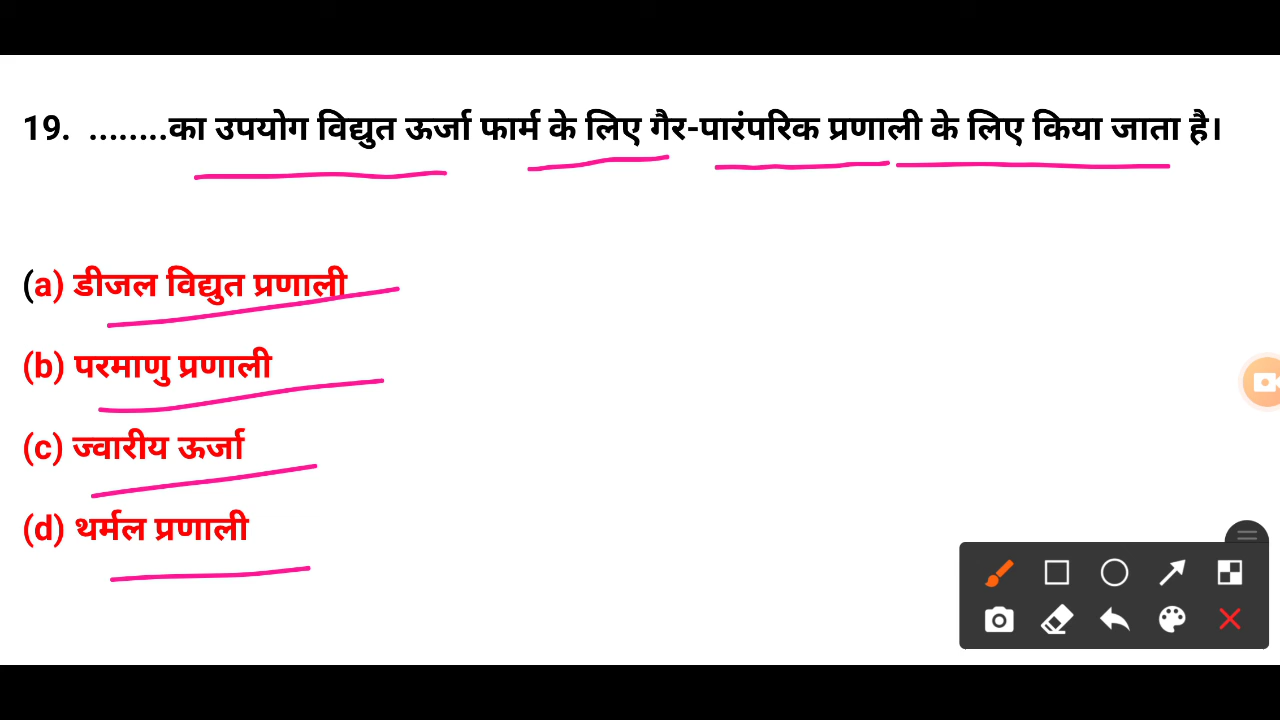 19. ........का उपयोग विद्युत ऊर्जा फार्म के लिए गैर-पारंपरिक प्रणाली के लिए किया जाता है।
(a) डीजल विद्युत प्रणाली
(b) परमाणु प्रणाली
(c) ज्वारीय ऊर्जा
(d) थर्मल प्रणाली